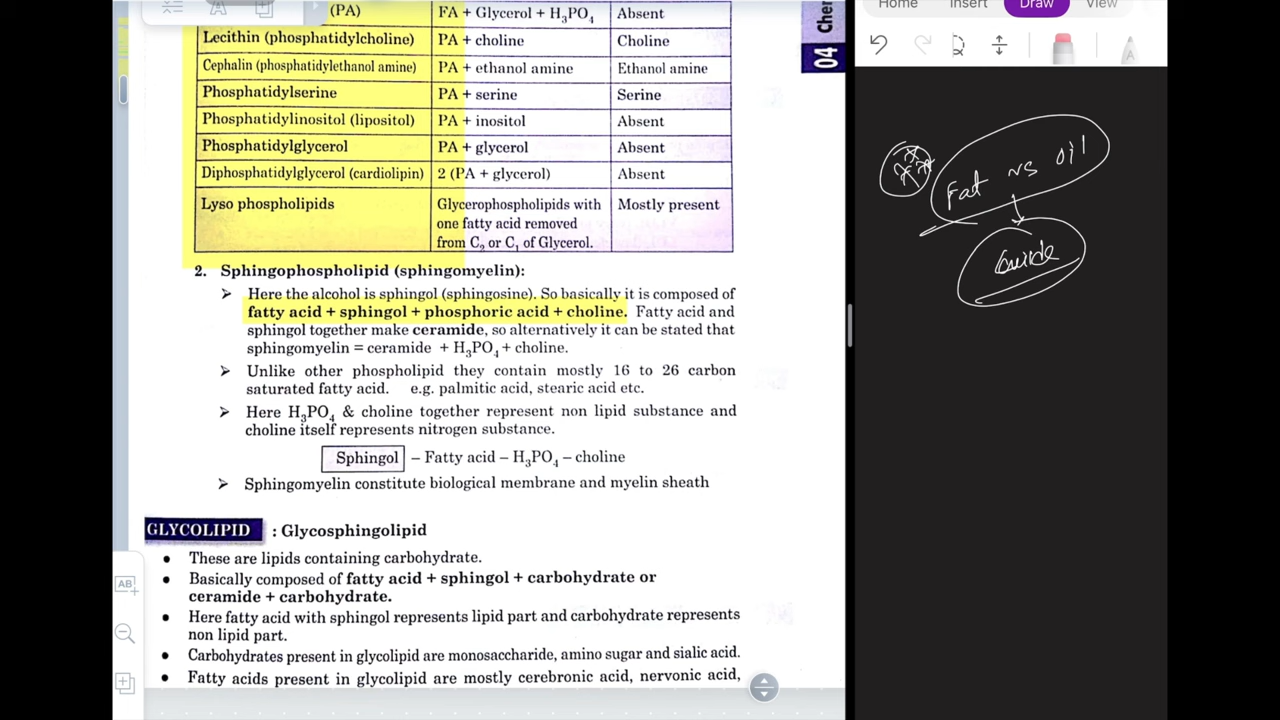 Home Insert Draw View
(PA) FA + Glycerol + H₃PO₄ Absent
Lecithin (phosphatidylcholine) PA + choline Choline
Cephalin (phosphatidylethanol amine) PA + ethanol amine Ethanol amine
Phosphatidylserine PA + serine Serine
Phosphatidylinositol (lipositol) PA + inositol Absent
Phosphatidylglycerol PA + glycerol Absent
Diphosphatidylglycerol (cardiolipin) 2 (PA + glycerol) Absent
Lyso phospholipids Glycerophospholipids with Mostly present
one fatty acid removed
from C₂ or C₁ of Glycerol.
04 Chem
2. Sphingophospholipid (sphingomyelin):
➢ Here the alcohol is sphingol (sphingosine). So basically it is composed of
fatty acid + sphingol + phosphoric acid + choline. Fatty acid and
sphingol together make ceramide, so alternatively it can be stated that
sphingomyelin = ceramide + H₃PO₄ + choline.
➢ Unlike other phospholipid they contain mostly 16 to 26 carbon
saturated fatty acid. e.g. palmitic acid, stearic acid etc.
➢ Here H₃PO₄ & choline together represent non lipid substance and
choline itself represents nitrogen substance.
Sphingol – Fatty acid – H₃PO₄ – choline
➢ Sphingomyelin constitute biological membrane and myelin sheath
GLYCOLIPID : Glycosphingolipid
• These are lipids containing carbohydrate.
• Basically composed of fatty acid + sphingol + carbohydrate or
ceramide + carbohydrate.
• Here fatty acid with sphingol represents lipid part and carbohydrate represents
non lipid part.
• Carbohydrates present in glycolipid are monosaccharide, amino sugar and sialic acid.
• Fatty acids present in glycolipid are mostly cerebronic acid, nervonic acid,
AB
Fat vs oil